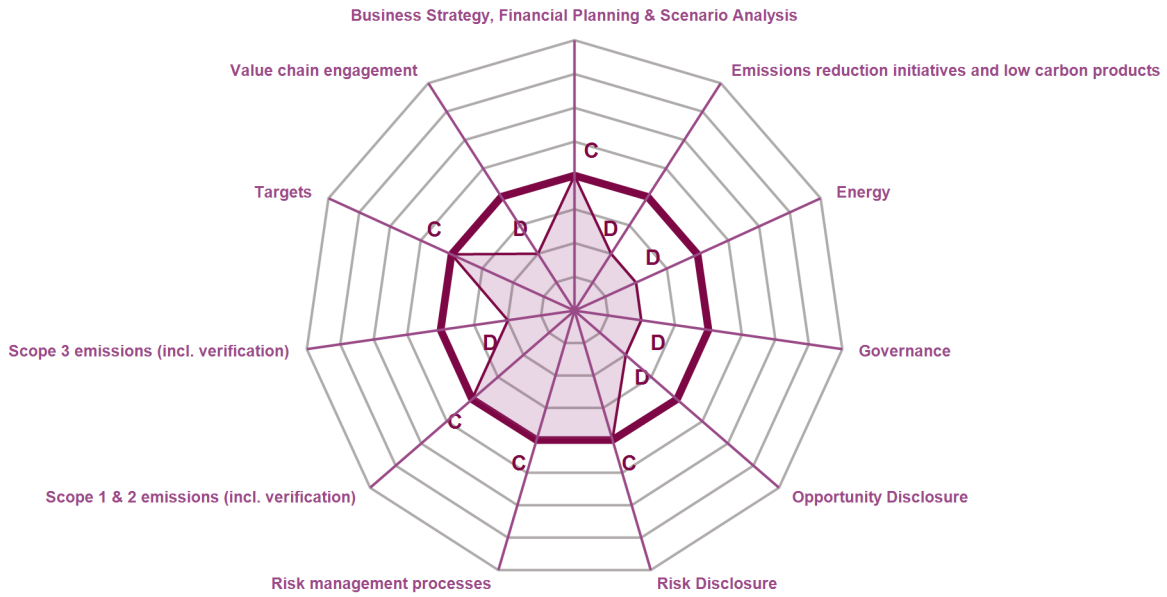 Business Strategy, Financial Planning & Scenario Analysis
Value chain engagement
Emissions reduction initiatives and low carbon products
C
Targets
Energy
C
D
D
D
Scope 3 emissions (incl. verification)
D
D
Governance
D
C
Scope 1 & 2 emissions (incl. verification)
C
C
Opportunity Disclosure
Risk management processes
Risk Disclosure